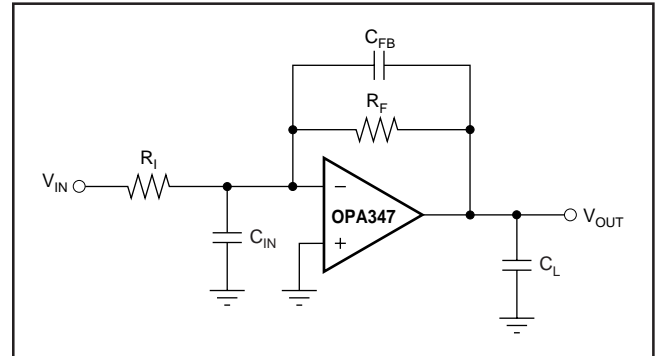 C_FB
R_F
R_I
V_IN
−
OPA347
+
V_OUT
C_IN
C_L